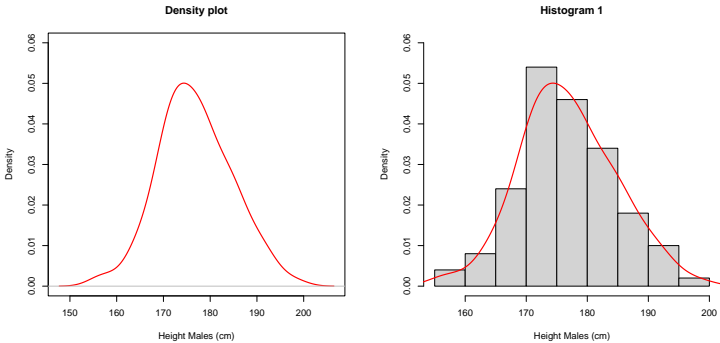 Density plot
0.06
0.05
0.04
0.03
0.02
0.01
0.00
Density
150 160 170 180 190 200
Height Males (cm)
Histogram 1
0.06
0.05
0.04
0.03
0.02
0.01
0.00
Density
160 170 180 190 200
Height Males (cm)